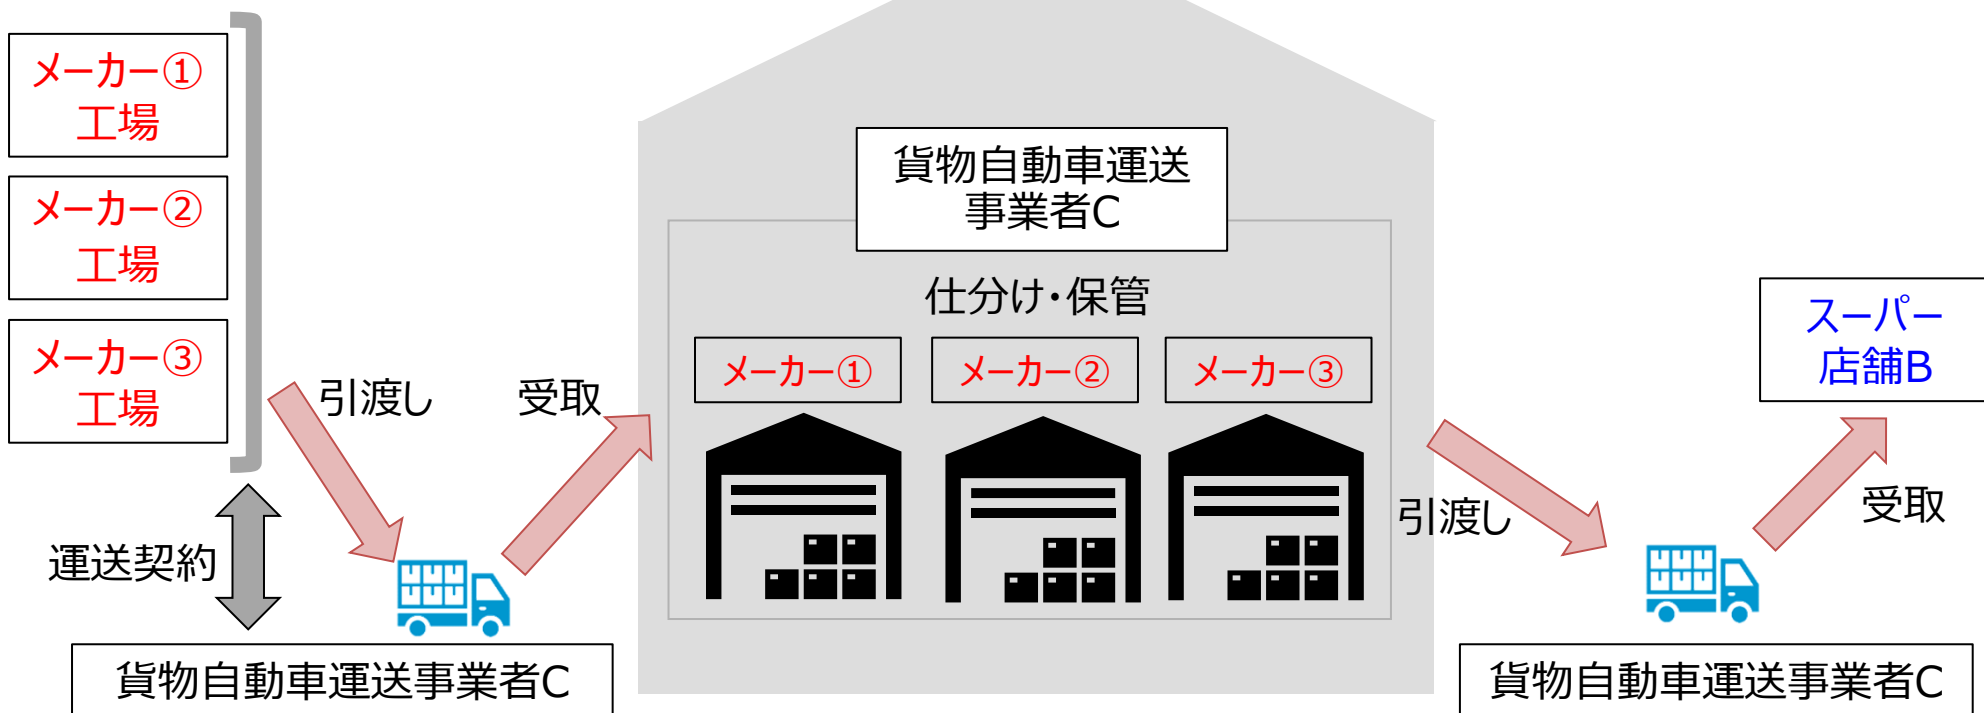 メーカー①
工場
メーカー②
工場
メーカー③
工場
運送契約
引渡し
受取
貨物自動車運送事業者C
貨物自動車運送
事業者C
仕分け・保管
メーカー①
メーカー②
メーカー③
引渡し
受取
スーパー
店舗B
貨物自動車運送事業者C